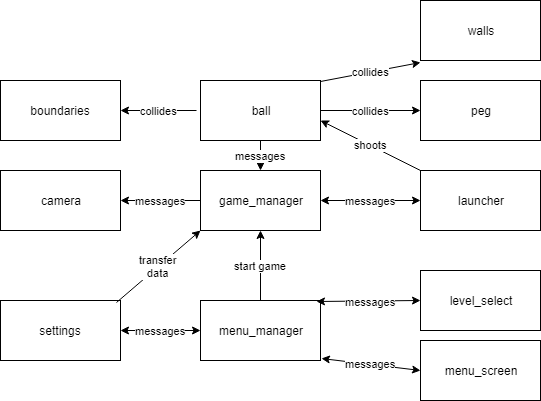 walls
collides
boundaries
collides
ball
collides
peg
shoots
messages
camera
messages
game_manager
messages
launcher
transfer
data
start game
level_select
messages
settings
messages
menu_manager
messages
menu_screen